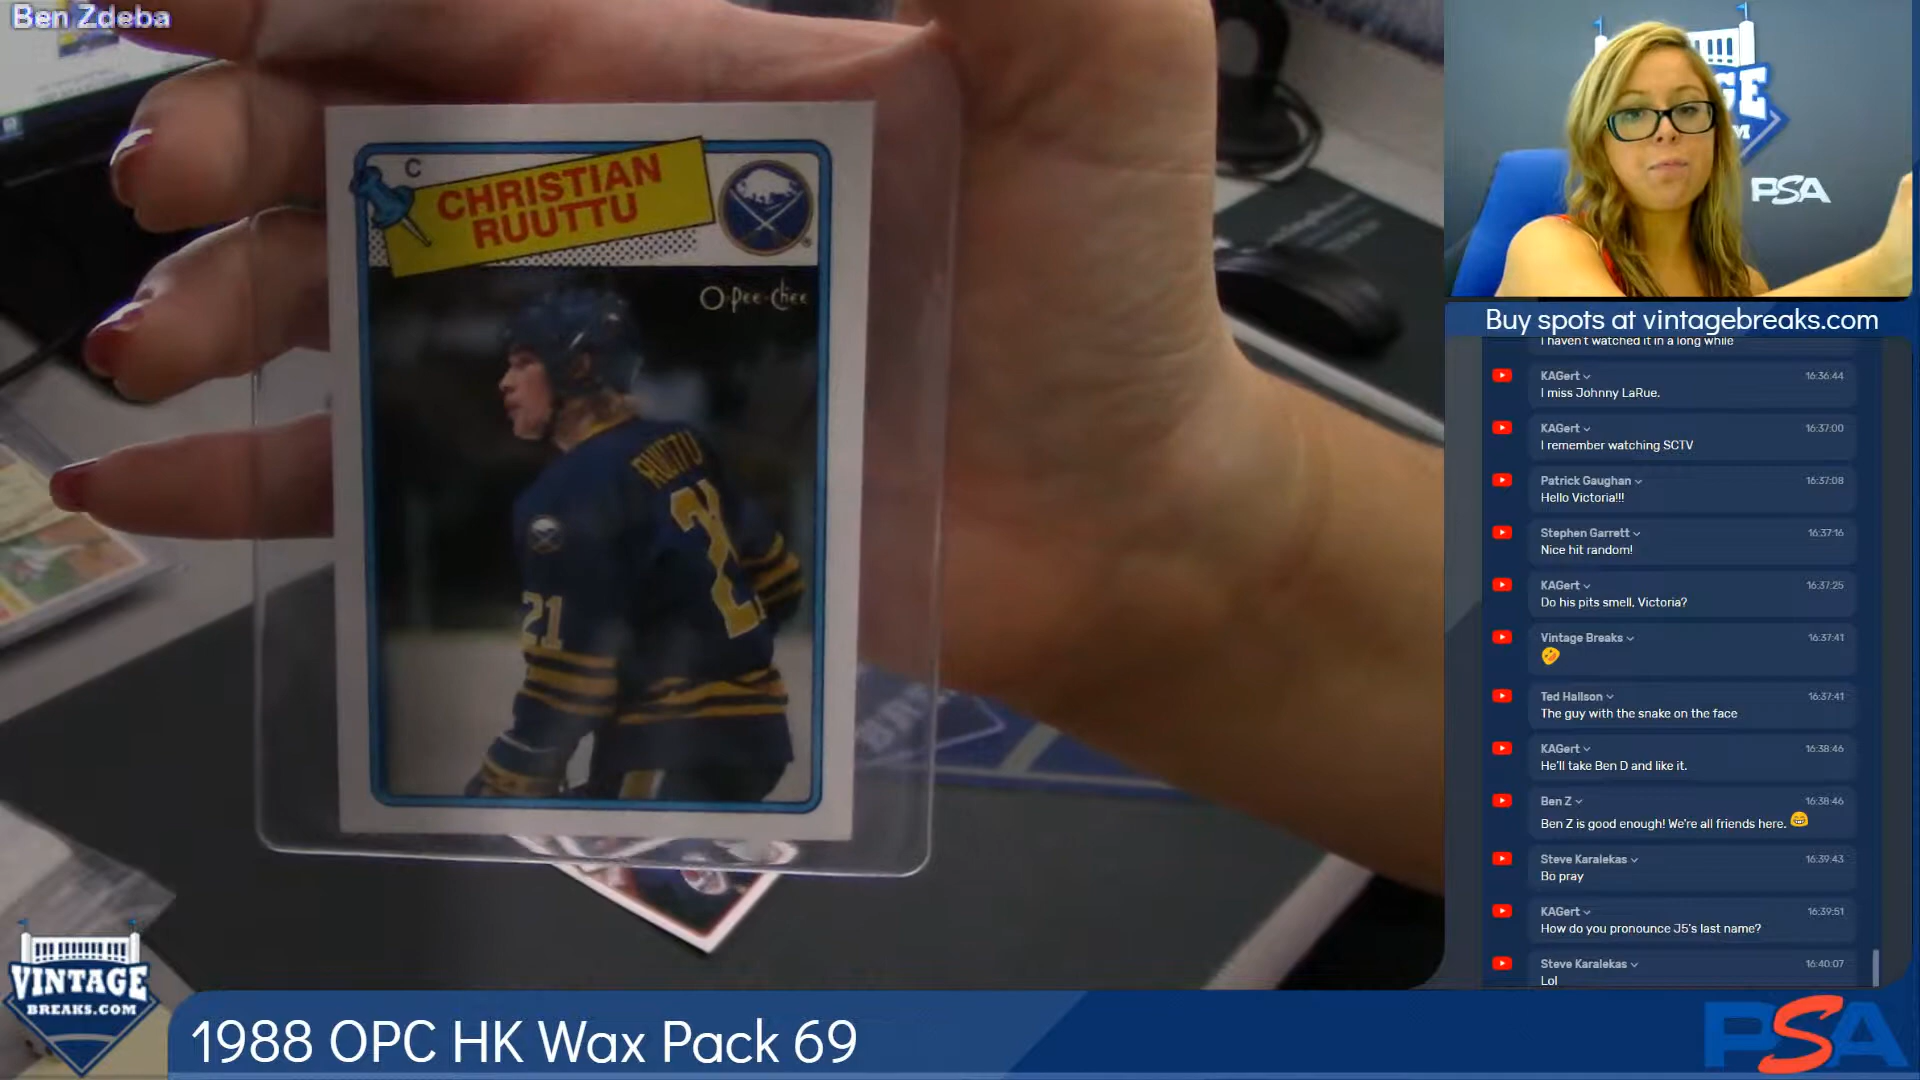 Ben Zdeba
C
CHRISTIAN
RUUTTU
O-Pee-Chee
RUUTTU
21
21
VINTAGE
BREAKS.COM
1988 OPC HK Wax Pack 69
PSA
PSA
Buy spots at vintagebreaks.com
I haven't watched it in a long while
KAGert 16:36:44
I miss Johnny LaRue.
KAGert 16:37:00
I remember watching SCTV
Patrick Gaughan 16:37:08
Hello Victoria!!!
Stephen Garrett 16:37:16
Nice hit random!
KAGert 16:37:25
Do his pits smell, Victoria?
Vintage Breaks 16:37:41
🤣
Ted Hallson 16:37:41
The guy with the snake on the face
KAGert 16:38:46
He'll take Ben D and like it.
Ben Z 16:38:46
Ben Z is good enough! We're all friends here. 😁
Steve Karalekas 16:39:43
Bo pray
KAGert 16:39:51
How do you pronounce J5's last name?
Steve Karalekas 16:40:07
Lol